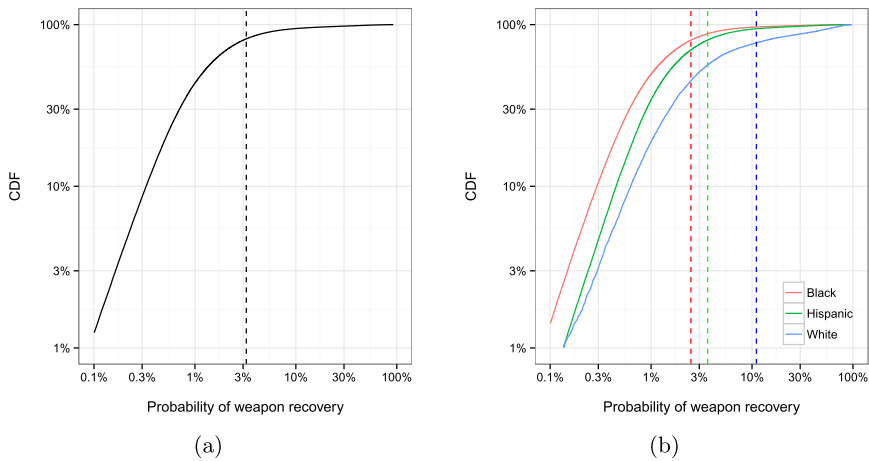 100%
30%
10%
3%
1%
CDF
0.1% 0.3% 1% 3% 10% 30% 100%
Probability of weapon recovery
(a)
100%
30%
10%
3%
1%
CDF
Black
Hispanic
White
0.1% 0.3% 1% 3% 10% 30% 100%
Probability of weapon recovery
(b)